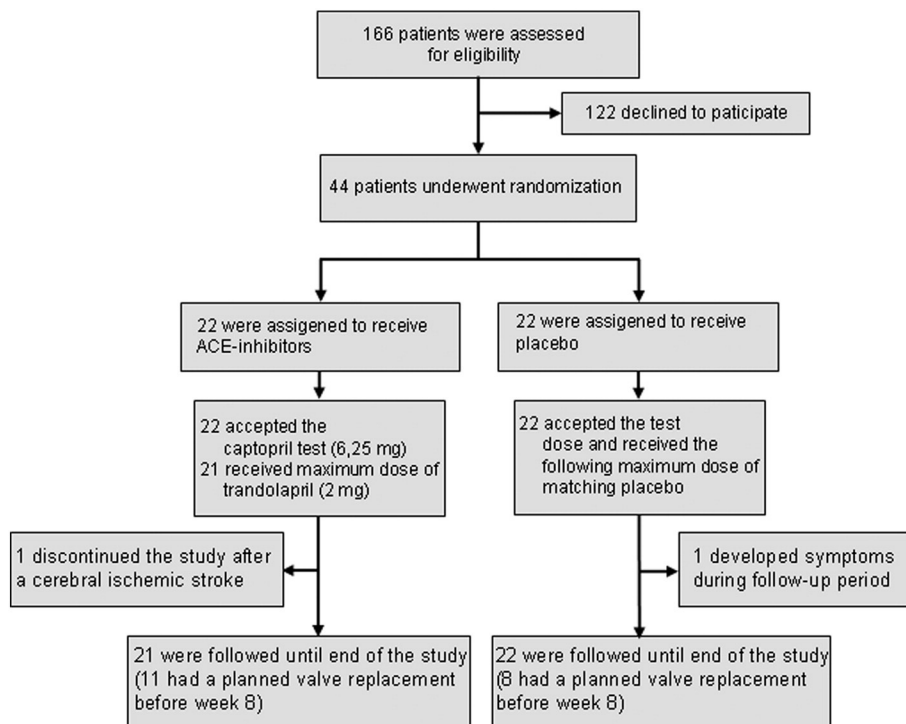 166 patients were assessed
for eligibility
122 declined to paticipate
44 patients underwent randomization
22 were assigened to receive
ACE-inhibitors
22 were assigened to receive
placebo
22 accepted the
captopril test (6,25 mg)
21 received maximum dose of
trandolapril (2 mg)
22 accepted the test
dose and received the
following maximum dose of
matching placebo
1 discontinued the study after
a cerebral ischemic stroke
1 developed symptoms
during follow-up period
21 were followed until end of the study
(11 had a planned valve replacement
before week 8)
22 were followed until end of the study
(8 had a planned valve replacement
before week 8)